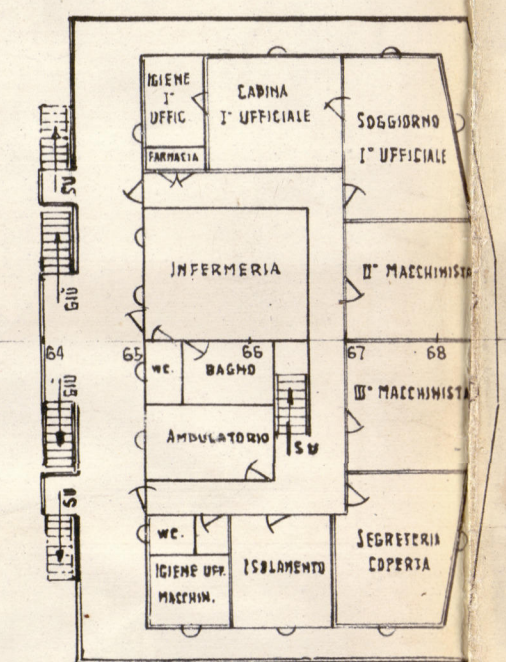 IGIENE
I° UFFIC
CABINA
I° UFFICIALE
SOGGIORNO
I° UFFICIALE
FARMACIA
SU
INFERMERIA
II° MACCHINISTA
GIÙ
64
65
66
67
68
WC.
BAGNO
GIÙ
III° MACCHINISTA
AMBULATORIO
SU
SU
WC.
ISOLAMENTO
SEGRETERIA
COPERTA
IGIENE UFF.
MACCHIN.